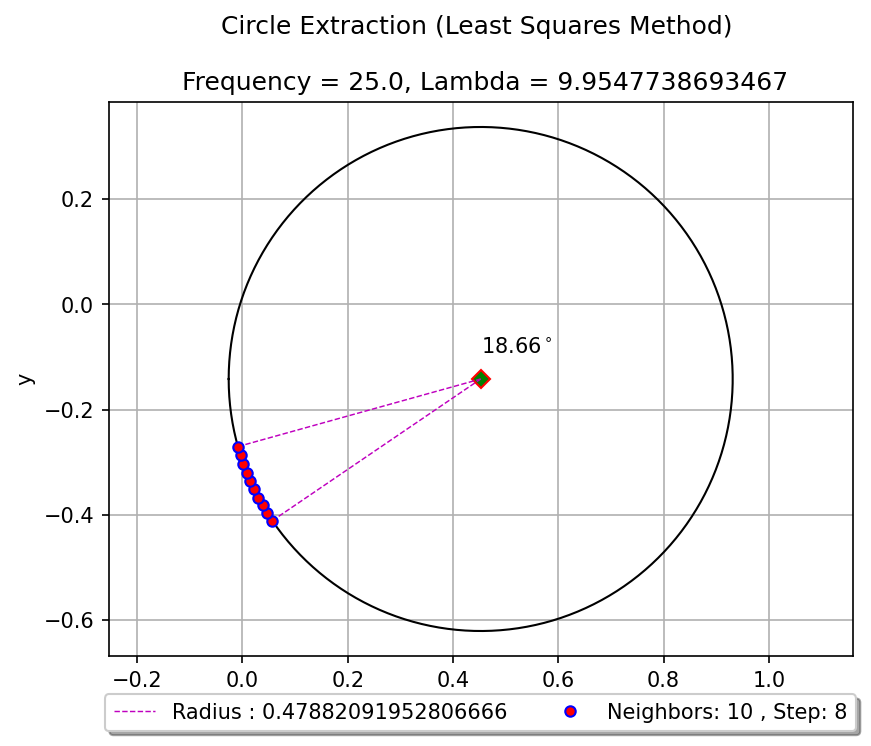 Circle Extraction (Least Squares Method)
Frequency = 25.0, Lambda = 9.9547738693467
0.2
0.0
−0.2
−0.4
−0.6
y
18.66°
−0.2 0.0 0.2 0.4 0.6 0.8 1.0
Radius : 0.47882091952806666 Neighbors: 10 , Step: 8